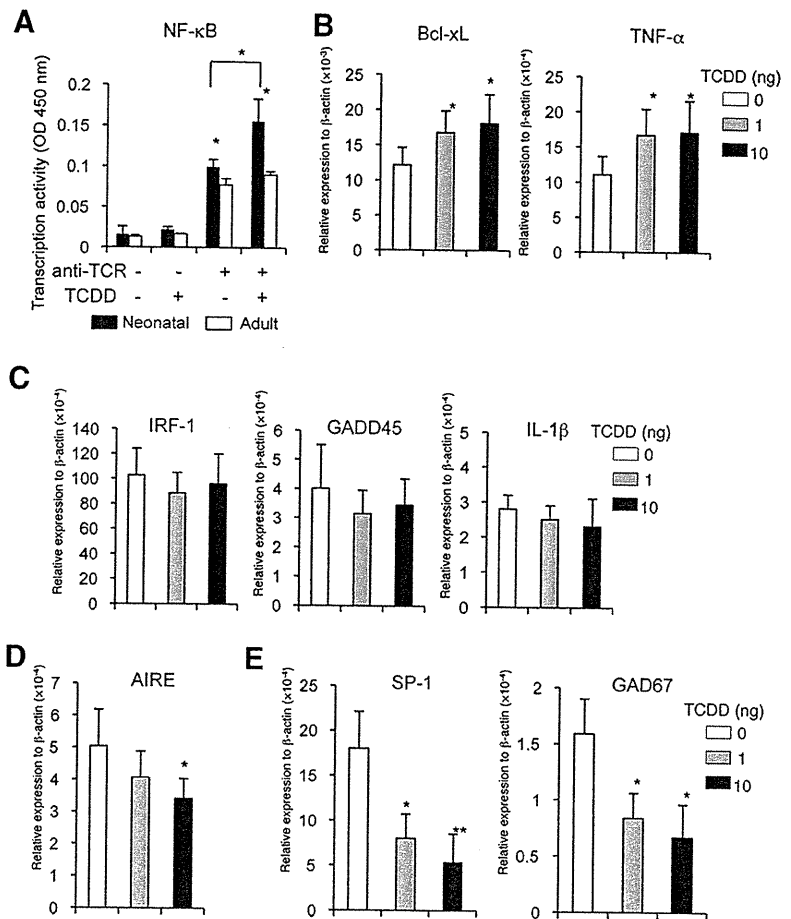 A
NF-κB
Transcription activity (OD 450 nm)
0.2
0.15
0.1
0.05
0
*
*
*
anti-TCR - - + +
TCDD - + - +
Neonatal Adult
B
Bcl-xL
Relative expression to β-actin (×10-3)
25
20
15
10
5
0
*
*
TNF-α
Relative expression to β-actin (×10-4)
25
20
15
10
5
0
*
*
TCDD (ng)
0
1
10
C
IRF-1
Relative expression to β-actin (×10-4)
140
120
100
80
60
40
20
0
GADD45
Relative expression to β-actin (×10-4)
6
5
4
3
2
1
0
IL-1β
Relative expression to β-actin (×10-4)
5
4
3
2
1
0
TCDD (ng)
0
1
10
D
AIRE
Relative expression to β-actin (×10-4)
7
6
5
4
3
2
1
0
*
E
SP-1
Relative expression to β-actin (×10-4)
25
20
15
10
5
0
*
**
GAD67
Relative expression to β-actin (×10-4)
2
1.5
1
0.5
0
*
*
TCDD (ng)
0
1
10